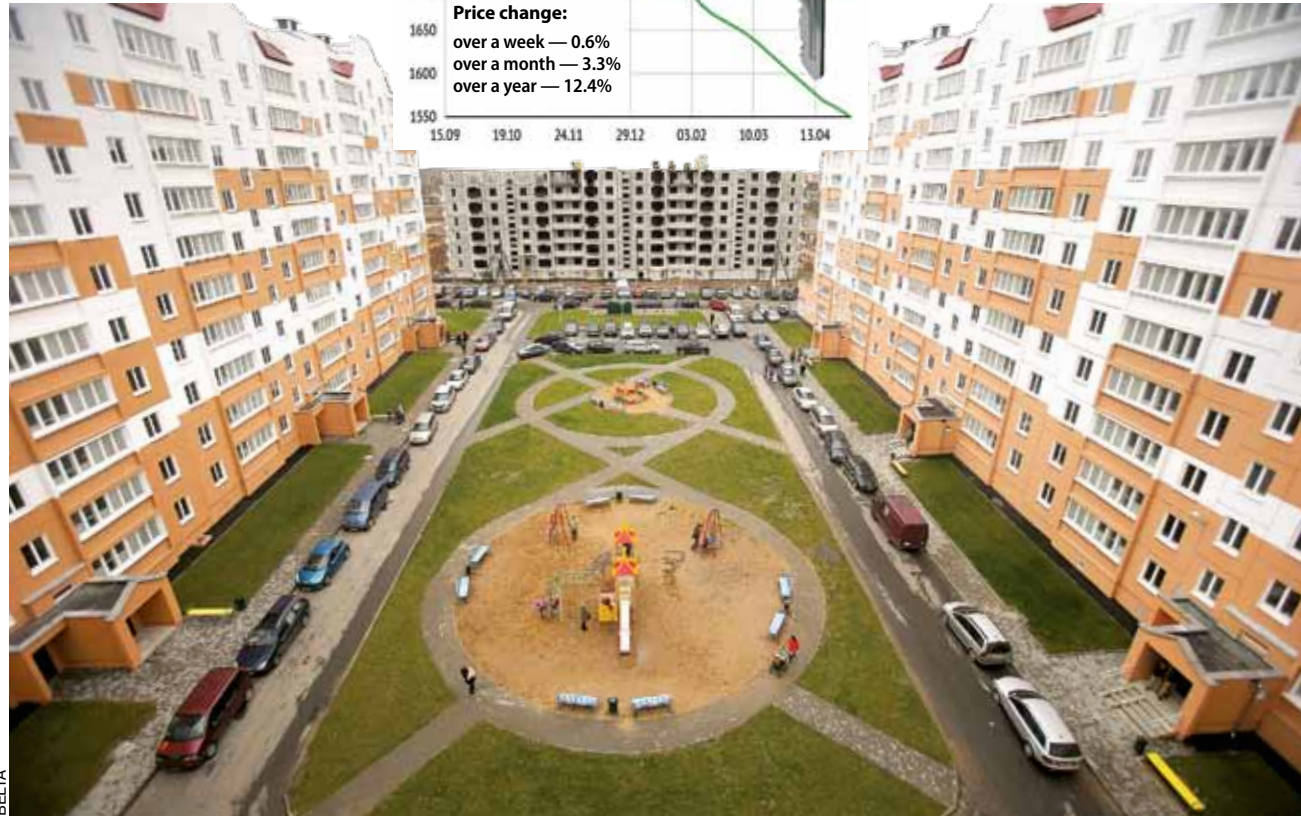 Price change:
1650
over a week — 0.6%
over a month — 3.3%
1600
over a year — 12.4%
1550
15.09 19.10 24.11 29.12 03.02 10.03 13.04
BELTA